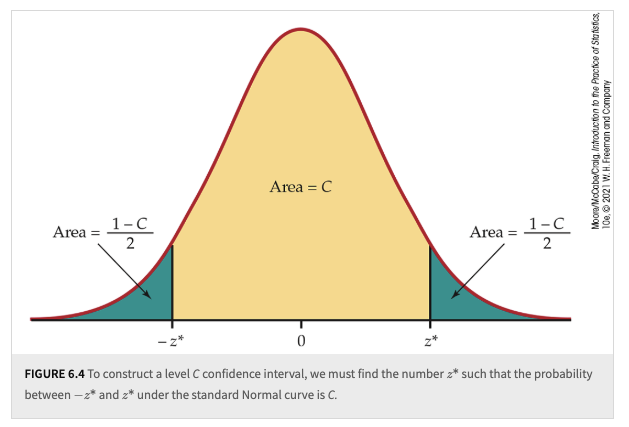 Moore/McCabe/Craig, Introduction to the Practice of Statistics,
10e, © 2021 W. H. Freeman and Company
Area = C
Area = (1 – C)/2
Area = (1 – C)/2
– z*
0
z*
FIGURE 6.4 To construct a level C confidence interval, we must find the number z* such that the probability
between −z* and z* under the standard Normal curve is C.